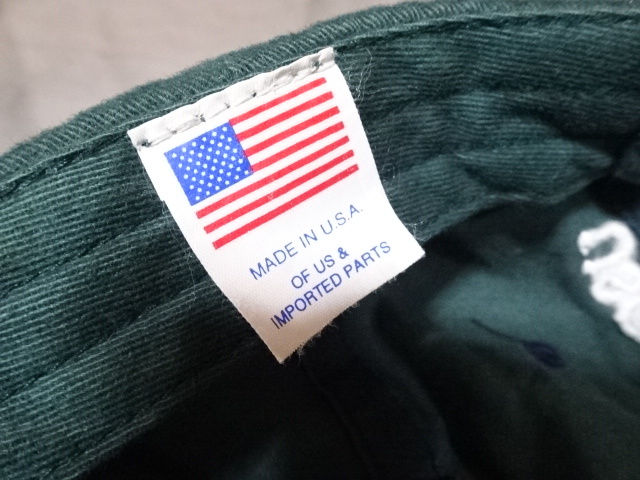 MADE IN U.S.A.
OF US &
IMPORTED PARTS